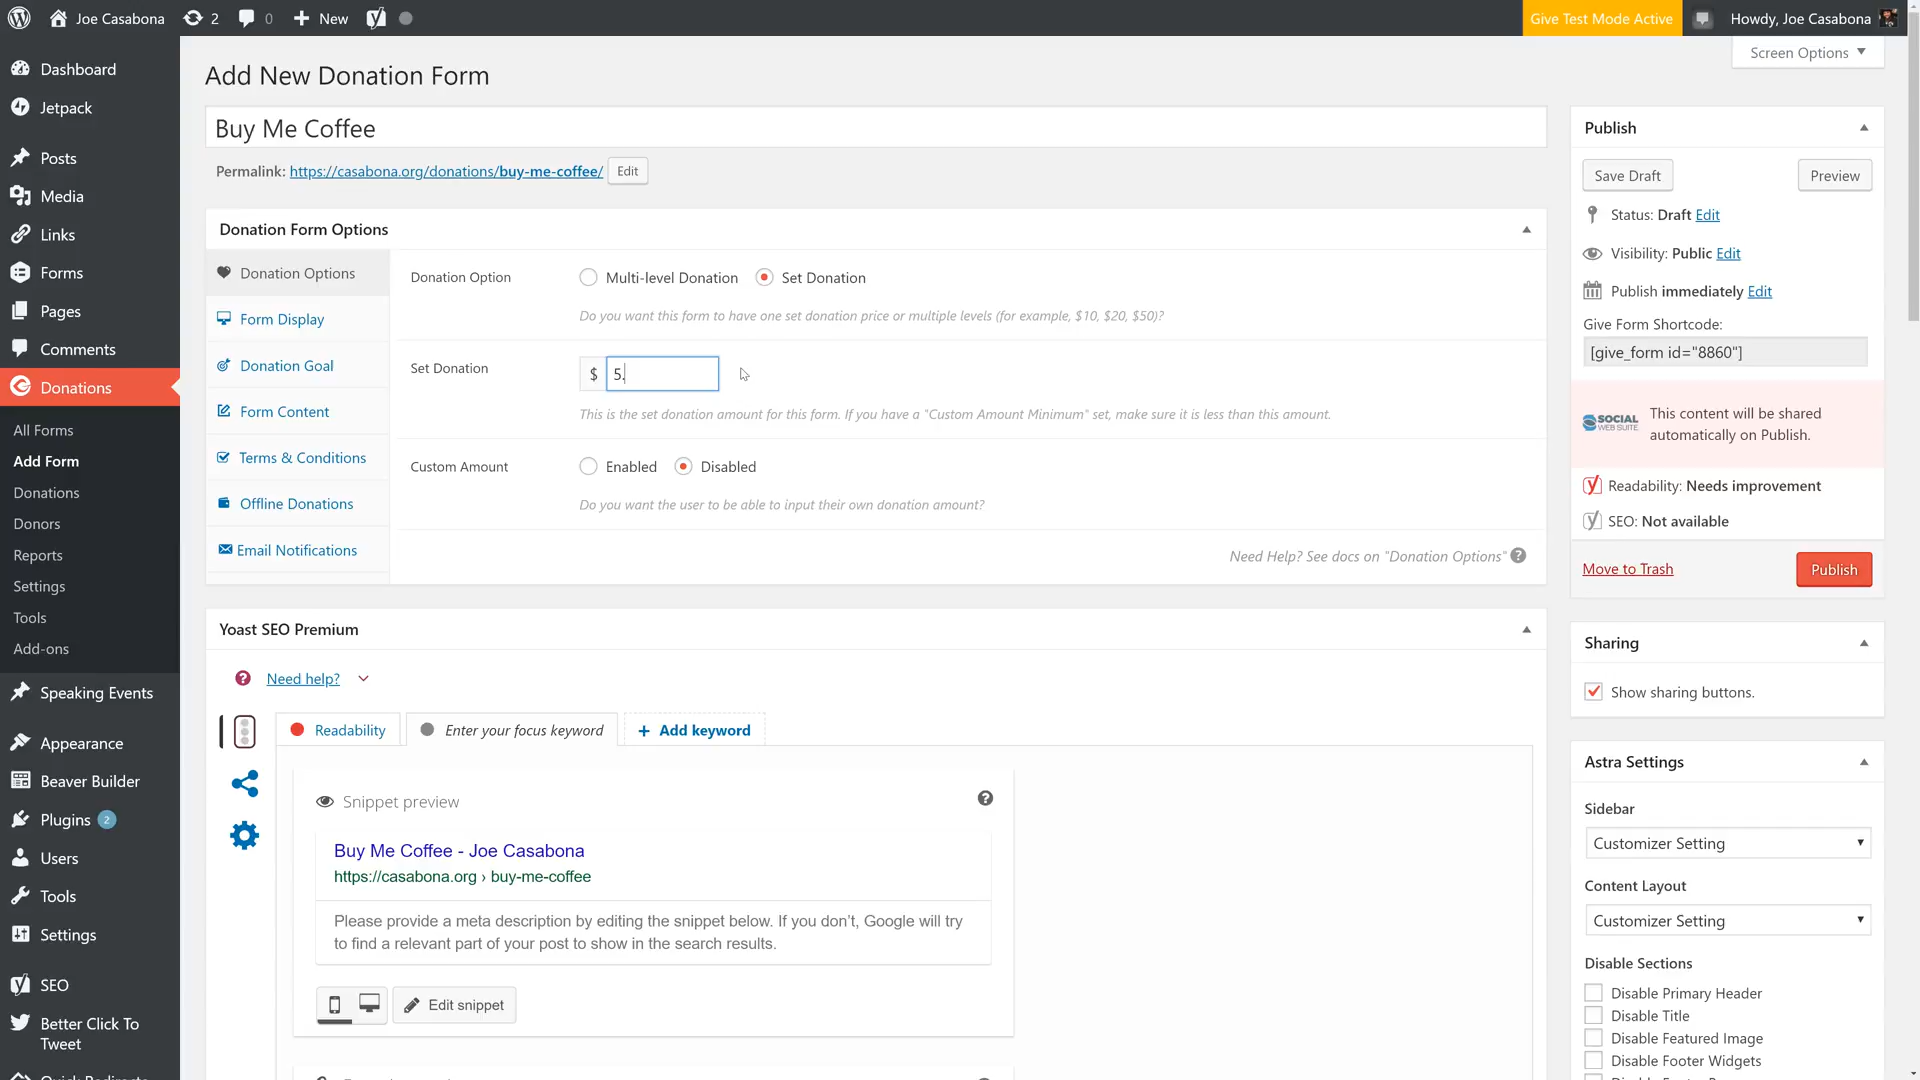 Joe Casabona
2
0
New
Give Test Mode Active
Howdy, Joe Casabona
Screen Options
Dashboard
Jetpack
Posts
Media
Links
Forms
Pages
Comments
Donations
All Forms
Add Form
Donations
Donors
Reports
Settings
Tools
Add-ons
Speaking Events
Appearance
Beaver Builder
Plugins 2
Users
Tools
Settings
SEO
Better Click To
Tweet
Add New Donation Form
Buy Me Coffee
Permalink: https://casabona.org/donations/buy-me-coffee/ Edit
Donation Form Options
Donation Options
Form Display
Donation Goal
Form Content
Terms & Conditions
Offline Donations
Email Notifications
Donation Option
Multi-level Donation
Set Donation
Do you want this form to have one set donation price or multiple levels (for example, $10, $20, $50)?
Set Donation
$ 5.
This is the set donation amount for this form. If you have a "Custom Amount Minimum" set, make sure it is less than this amount.
Custom Amount
Enabled
Disabled
Do you want the user to be able to input their own donation amount?
Need Help? See docs on "Donation Options"
Yoast SEO Premium
Need help?
Readability
Enter your focus keyword
+ Add keyword
Snippet preview
Buy Me Coffee - Joe Casabona
https://casabona.org › buy-me-coffee
Please provide a meta description by editing the snippet below. If you don't, Google will try
to find a relevant part of your post to show in the search results.
Edit snippet
Publish
Save Draft
Preview
Status: Draft Edit
Visibility: Public Edit
Publish immediately Edit
Give Form Shortcode:
[give_form id="8860"]
SOCIAL
WEB SUITE
This content will be shared
automatically on Publish.
Readability: Needs improvement
SEO: Not available
Move to Trash
Publish
Sharing
Show sharing buttons.
Astra Settings
Sidebar
Customizer Setting
Content Layout
Customizer Setting
Disable Sections
Disable Primary Header
Disable Title
Disable Featured Image
Disable Footer Widgets